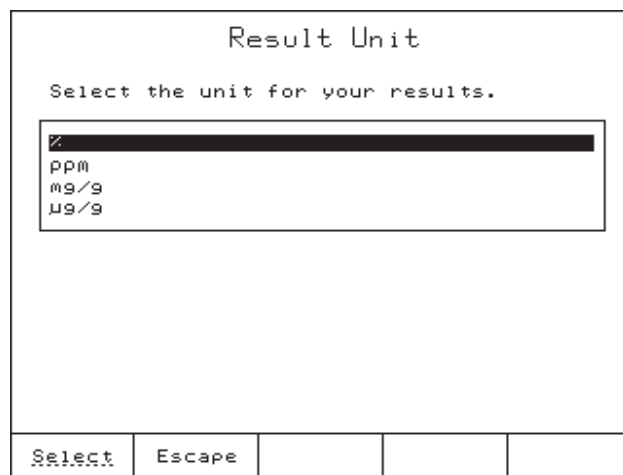 Result Unit
Select the unit for your results.
%
ppm
mg/g
µg/g
Select Escape